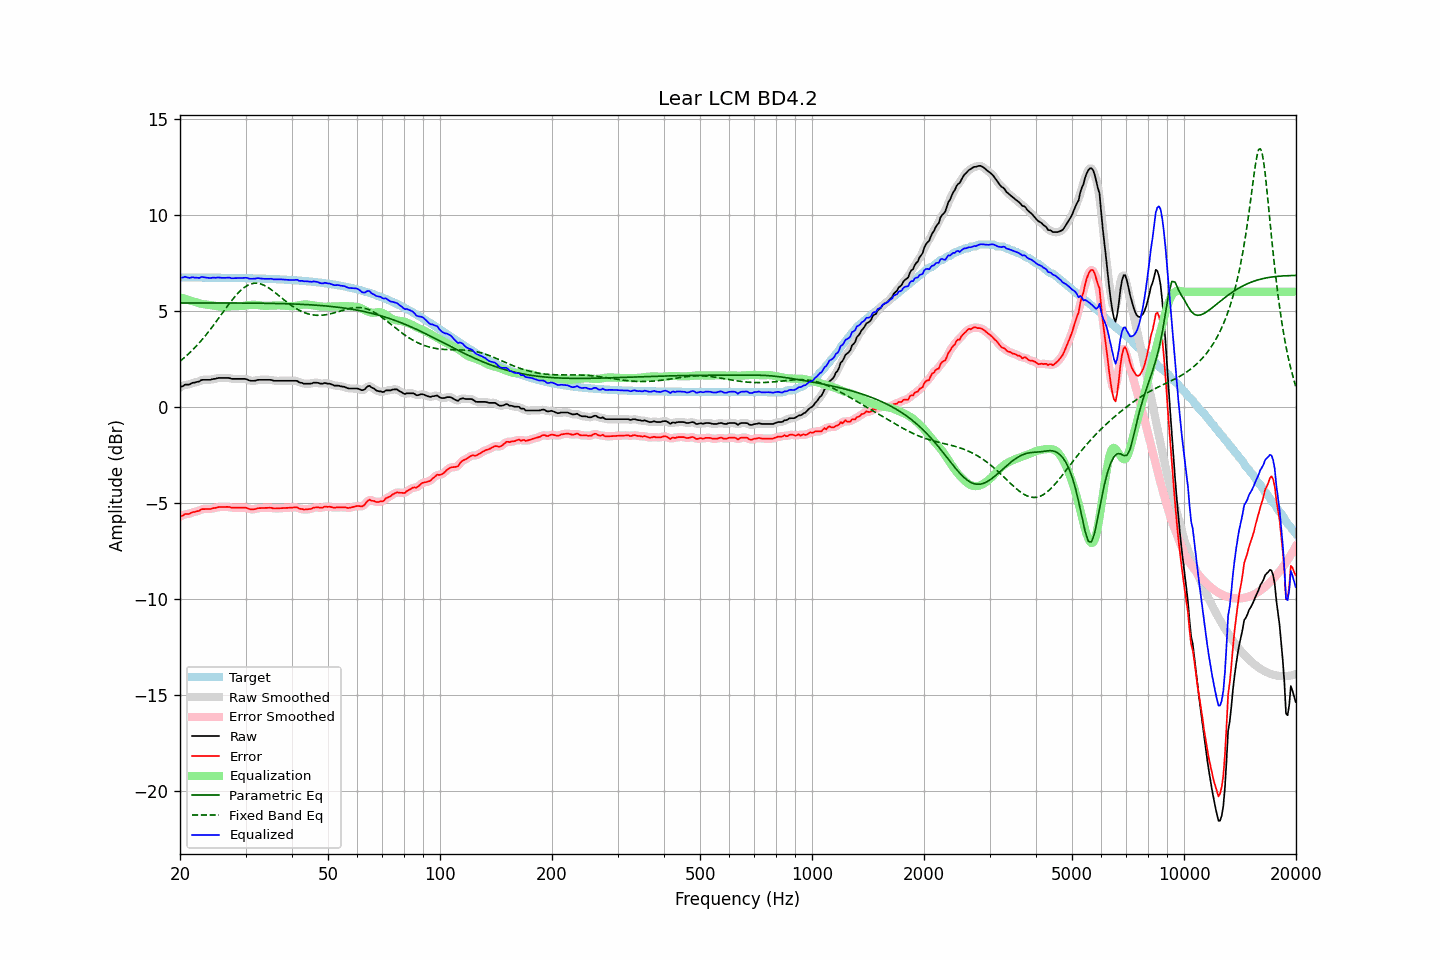 Lear LCM BD4.2
15
10
5
0
−5
−10
−15
−20
Amplitude (dBr)
Target
Raw Smoothed
Error Smoothed
Raw
Error
Equalization
Parametric Eq
Fixed Band Eq
Equalized
20 50 100 200 500 1000 2000 5000 10000 20000
Frequency (Hz)